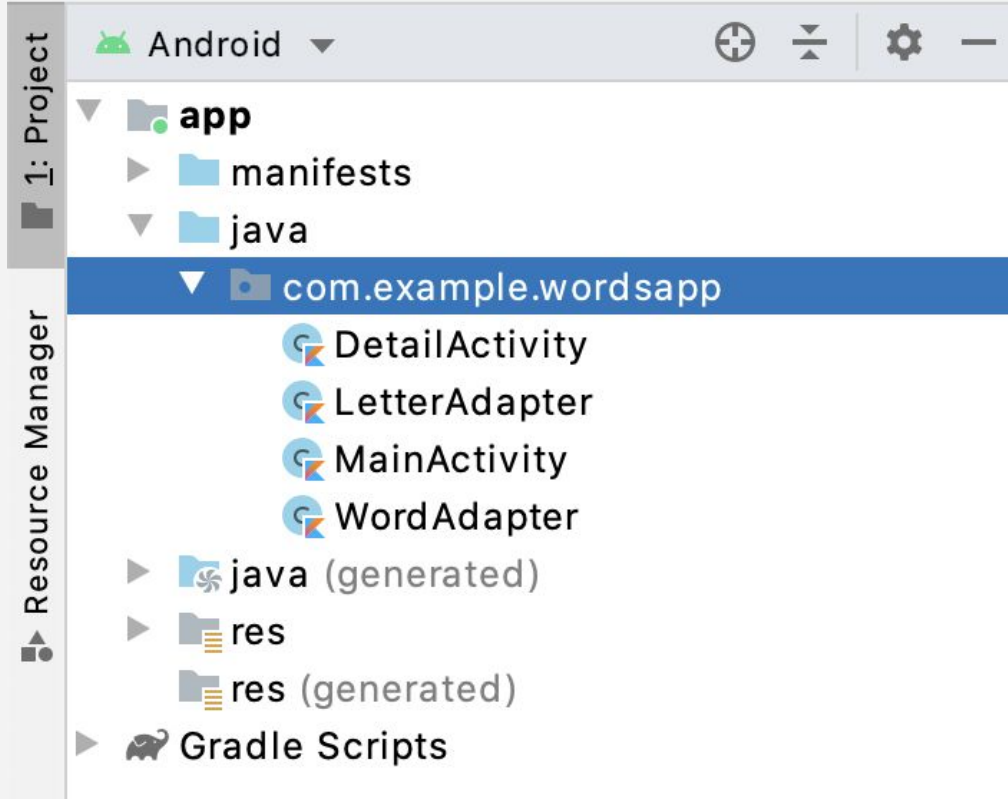 1: Project
Resource Manager
Android
app
manifests
java
com.example.wordsapp
DetailActivity
LetterAdapter
MainActivity
WordAdapter
java (generated)
res
res (generated)
Gradle Scripts